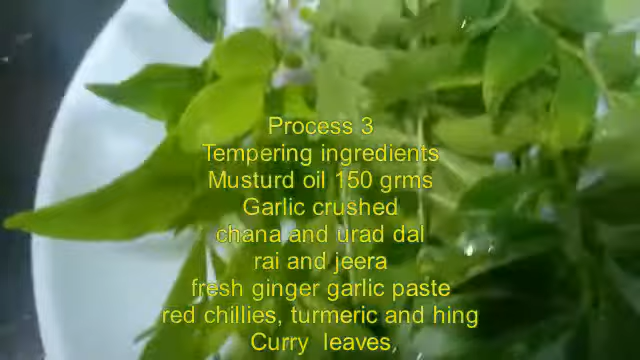 Process 3
Tempering ingredients
Musturd oil 150 grms
Garlic crushed
chana and urad dal
rai and jeera
fresh ginger garlic paste
red chillies, turmeric and hing
Curry leaves,